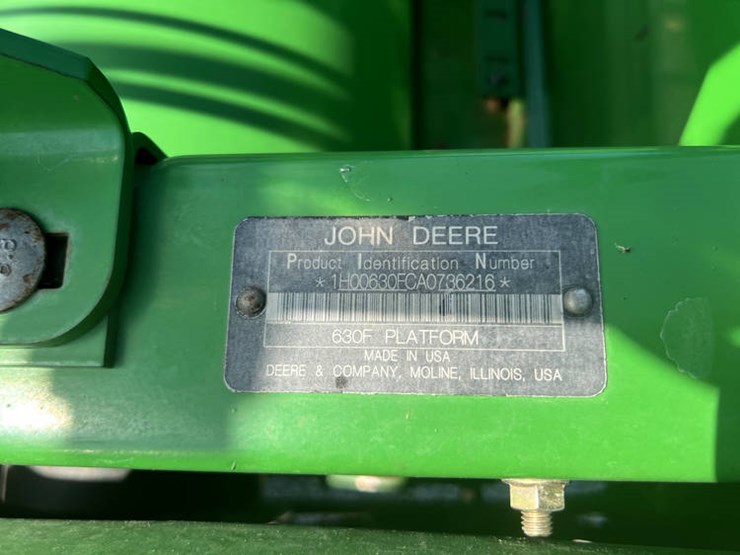 JOHN DEERE
Product Identification Number
*1H00630FCA0736216*
630F PLATFORM
MADE IN USA
DEERE & COMPANY, MOLINE, ILLINOIS, USA